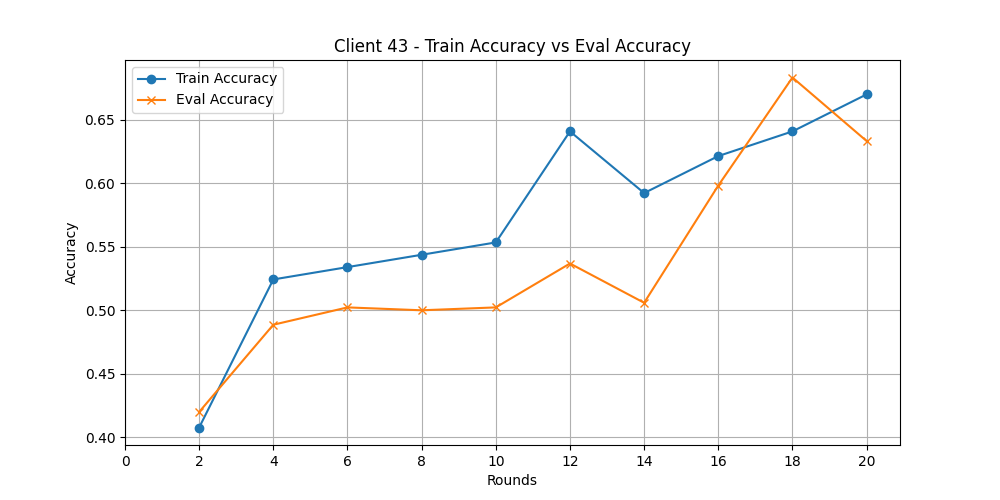 Client 43 - Train Accuracy vs Eval Accuracy
Train Accuracy
Eval Accuracy
Accuracy
0.65
0.60
0.55
0.50
0.45
0.40
0 2 4 6 8 10 12 14 16 18 20
Rounds